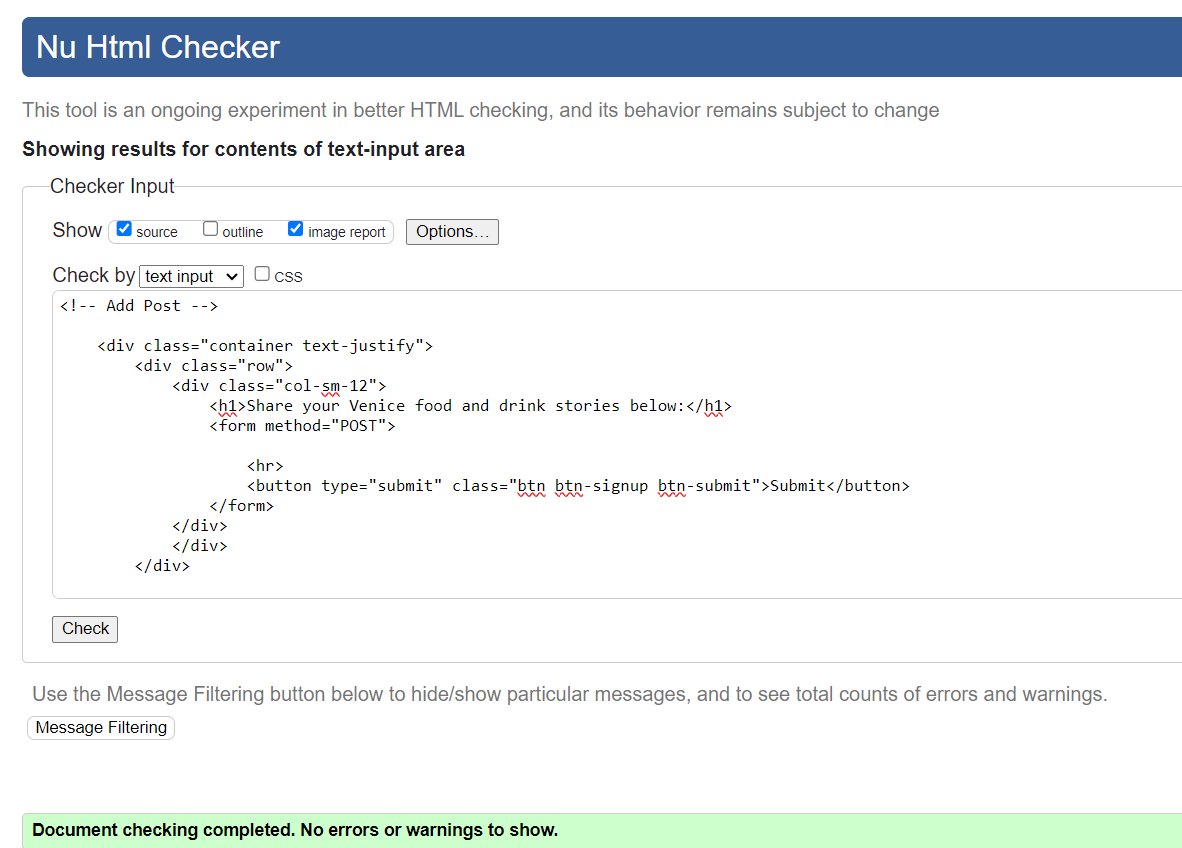 Nu Html Checker
This tool is an ongoing experiment in better HTML checking, and its behavior remains subject to change
Showing results for contents of text-input area
Checker Input
Show source outline image report Options...
Check by text input CSS
<!-- Add Post -->
<div class="container text-justify">
<div class="row">
<div class="col-sm-12">
<h1>Share your Venice food and drink stories below:</h1>
<form method="POST">
<hr>
<button type="submit" class="btn btn-signup btn-submit">Submit</button>
</form>
</div>
</div>
</div>
Check
Use the Message Filtering button below to hide/show particular messages, and to see total counts of errors and warnings.
Message Filtering
Document checking completed. No errors or warnings to show.